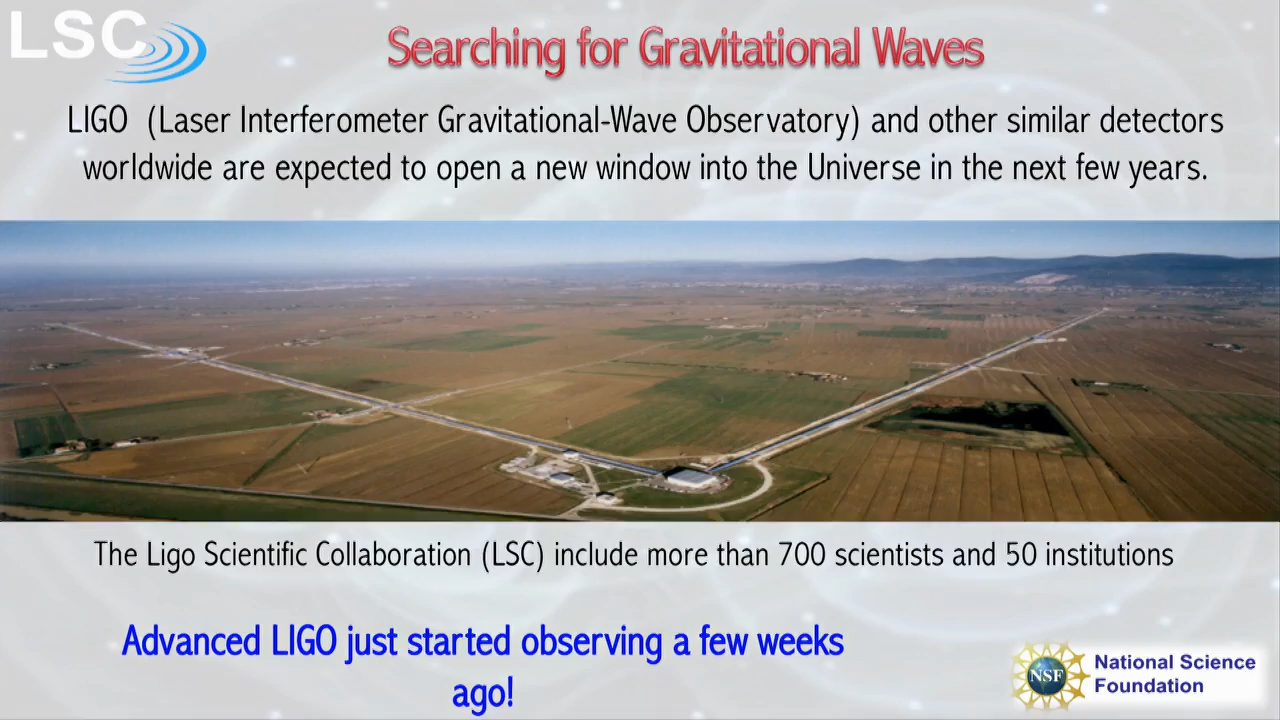 LSC
Searching for Gravitational Waves
LIGO (Laser Interferometer Gravitational-Wave Observatory) and other similar detectors
worldwide are expected to open a new window into the Universe in the next few years.
The Ligo Scientific Collaboration (LSC) include more than 700 scientists and 50 institutions
Advanced LIGO just started observing a few weeks
ago!
NSF
National Science
Foundation